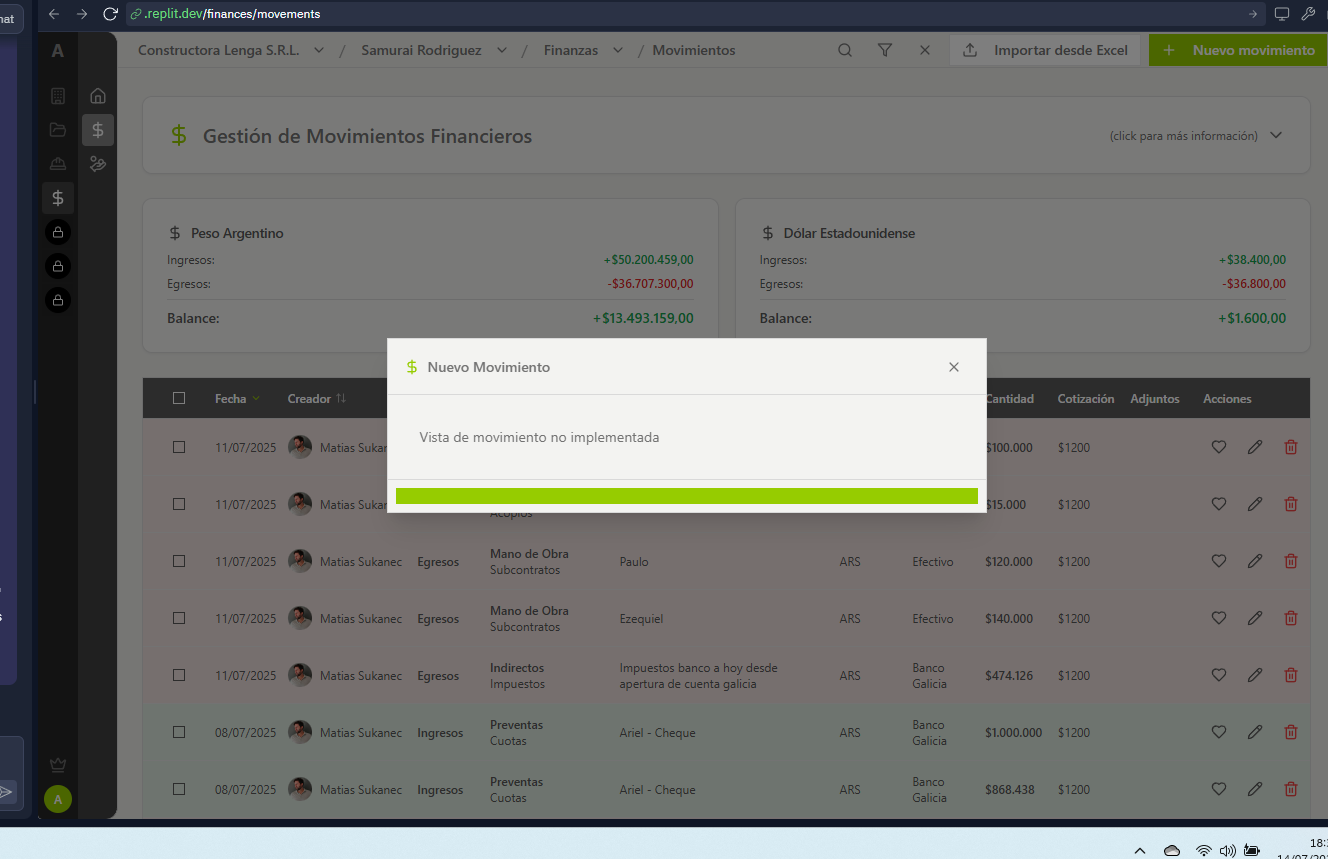 hat
.replit.dev/finances/movements
A
Constructora Lenga S.R.L. / Samurai Rodriguez / Finanzas / Movimientos
Importar desde Excel
+ Nuevo movimiento
$ Gestión de Movimientos Financieros
(click para más información)
$ Peso Argentino
Ingresos: +$50.200.459,00
Egresos: -$36.707.300,00
Balance: +$13.493.159,00
$ Dólar Estadounidense
Ingresos: +$38.400,00
Egresos: -$36.800,00
Balance: +$1.600,00
$ Nuevo Movimiento
Vista de movimiento no implementada
Fecha Creador Cantidad Cotización Adjuntos Acciones
11/07/2025 Matias Sukan $100.000 $1200
11/07/2025 Matias Sukan $15.000 $1200
Acopios
11/07/2025 Matias Sukanec Egresos Mano de Obra Paulo ARS Efectivo $120.000 $1200
Subcontratos
11/07/2025 Matias Sukanec Egresos Mano de Obra Ezequiel ARS Efectivo $140.000 $1200
Subcontratos
11/07/2025 Matias Sukanec Egresos Indirectos Impuestos banco a hoy desde ARS Banco $474.126 $1200
Impuestos apertura de cuenta galicia Galicia
08/07/2025 Matias Sukanec Ingresos Preventas Ariel - Cheque ARS Banco $1.000.000 $1200
Cuotas Galicia
08/07/2025 Matias Sukanec Ingresos Preventas Ariel - Cheque ARS Banco $868.438 $1200
Cuotas Galicia
A